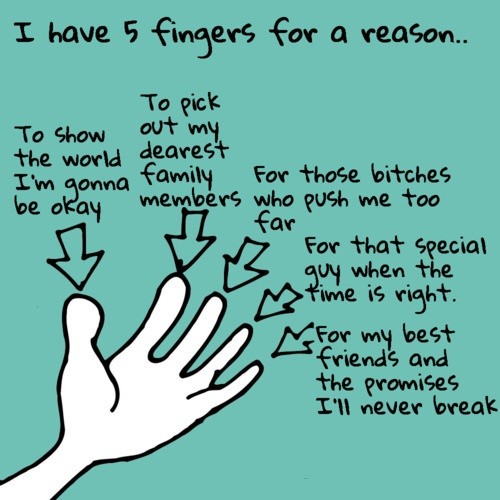 I have 5 fingers for a reason..
To show
the world
I'm gonna
be okay
To pick
out my
dearest
family
members
For those bitches
who push me too
far
For that special
guy when the
time is right.
For my best
friends and
the promises
I'll never break